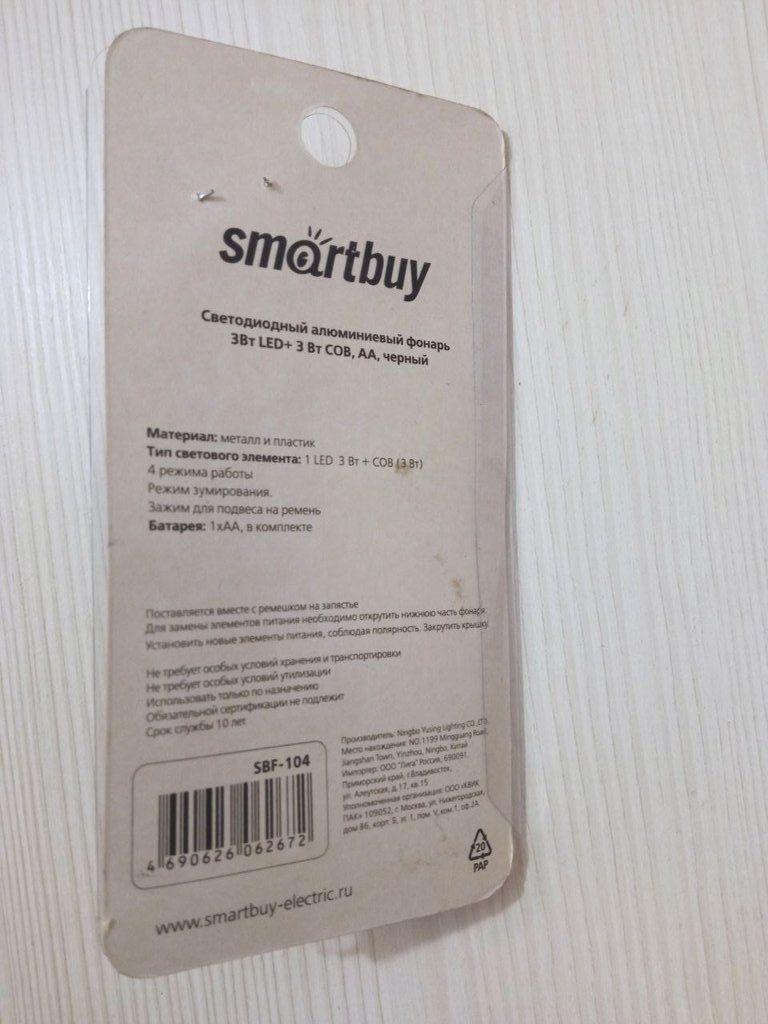 smartbuy
Светодиодный алюминиевый фонарь
3Вт LED+ 3 Вт COB, AA, черный
Материал: металл и пластик
Тип светового элемента: 1 LED 3 Вт + COB (3 Вт)
4 режима работы
Режим зумирования.
Зажим для подвеса на ремень
Батарея: 1xAA, в комплекте
Поставляется вместе с ремешком на запястье
Для замены элементов питания необходимо открутить нижнюю часть фонаря.
Установить новые элементы питания, соблюдая полярность. Закрутить крышку.
Не требует особых условий хранения и транспортировки
Не требует особых условий утилизации
Использовать только по назначению
Обязательной сертификации не подлежит
Срок службы 10 лет
SBF-104
4 690626 062672
Производитель: Ningbo Yusing Lighting CO.,LTD.
Место нахождения: NO.1199 Mingguang Road,
Jiangshan Town, Yinzhou, Ningbo, Китай
Импортер: ООО "Лига" Россия, 690091,
Приморский край, г.Владивосток,
ул. Алеутская, д.17, кв.15
Уполномоченная организация: ООО «КВИК
ПАК» 109052, г. Москва, ул. Нижегородская,
дом 86, корп. Б, эт. 1, пом. V, ком.1, оф.2А
20
PAP
www.smartbuy-electric.ru